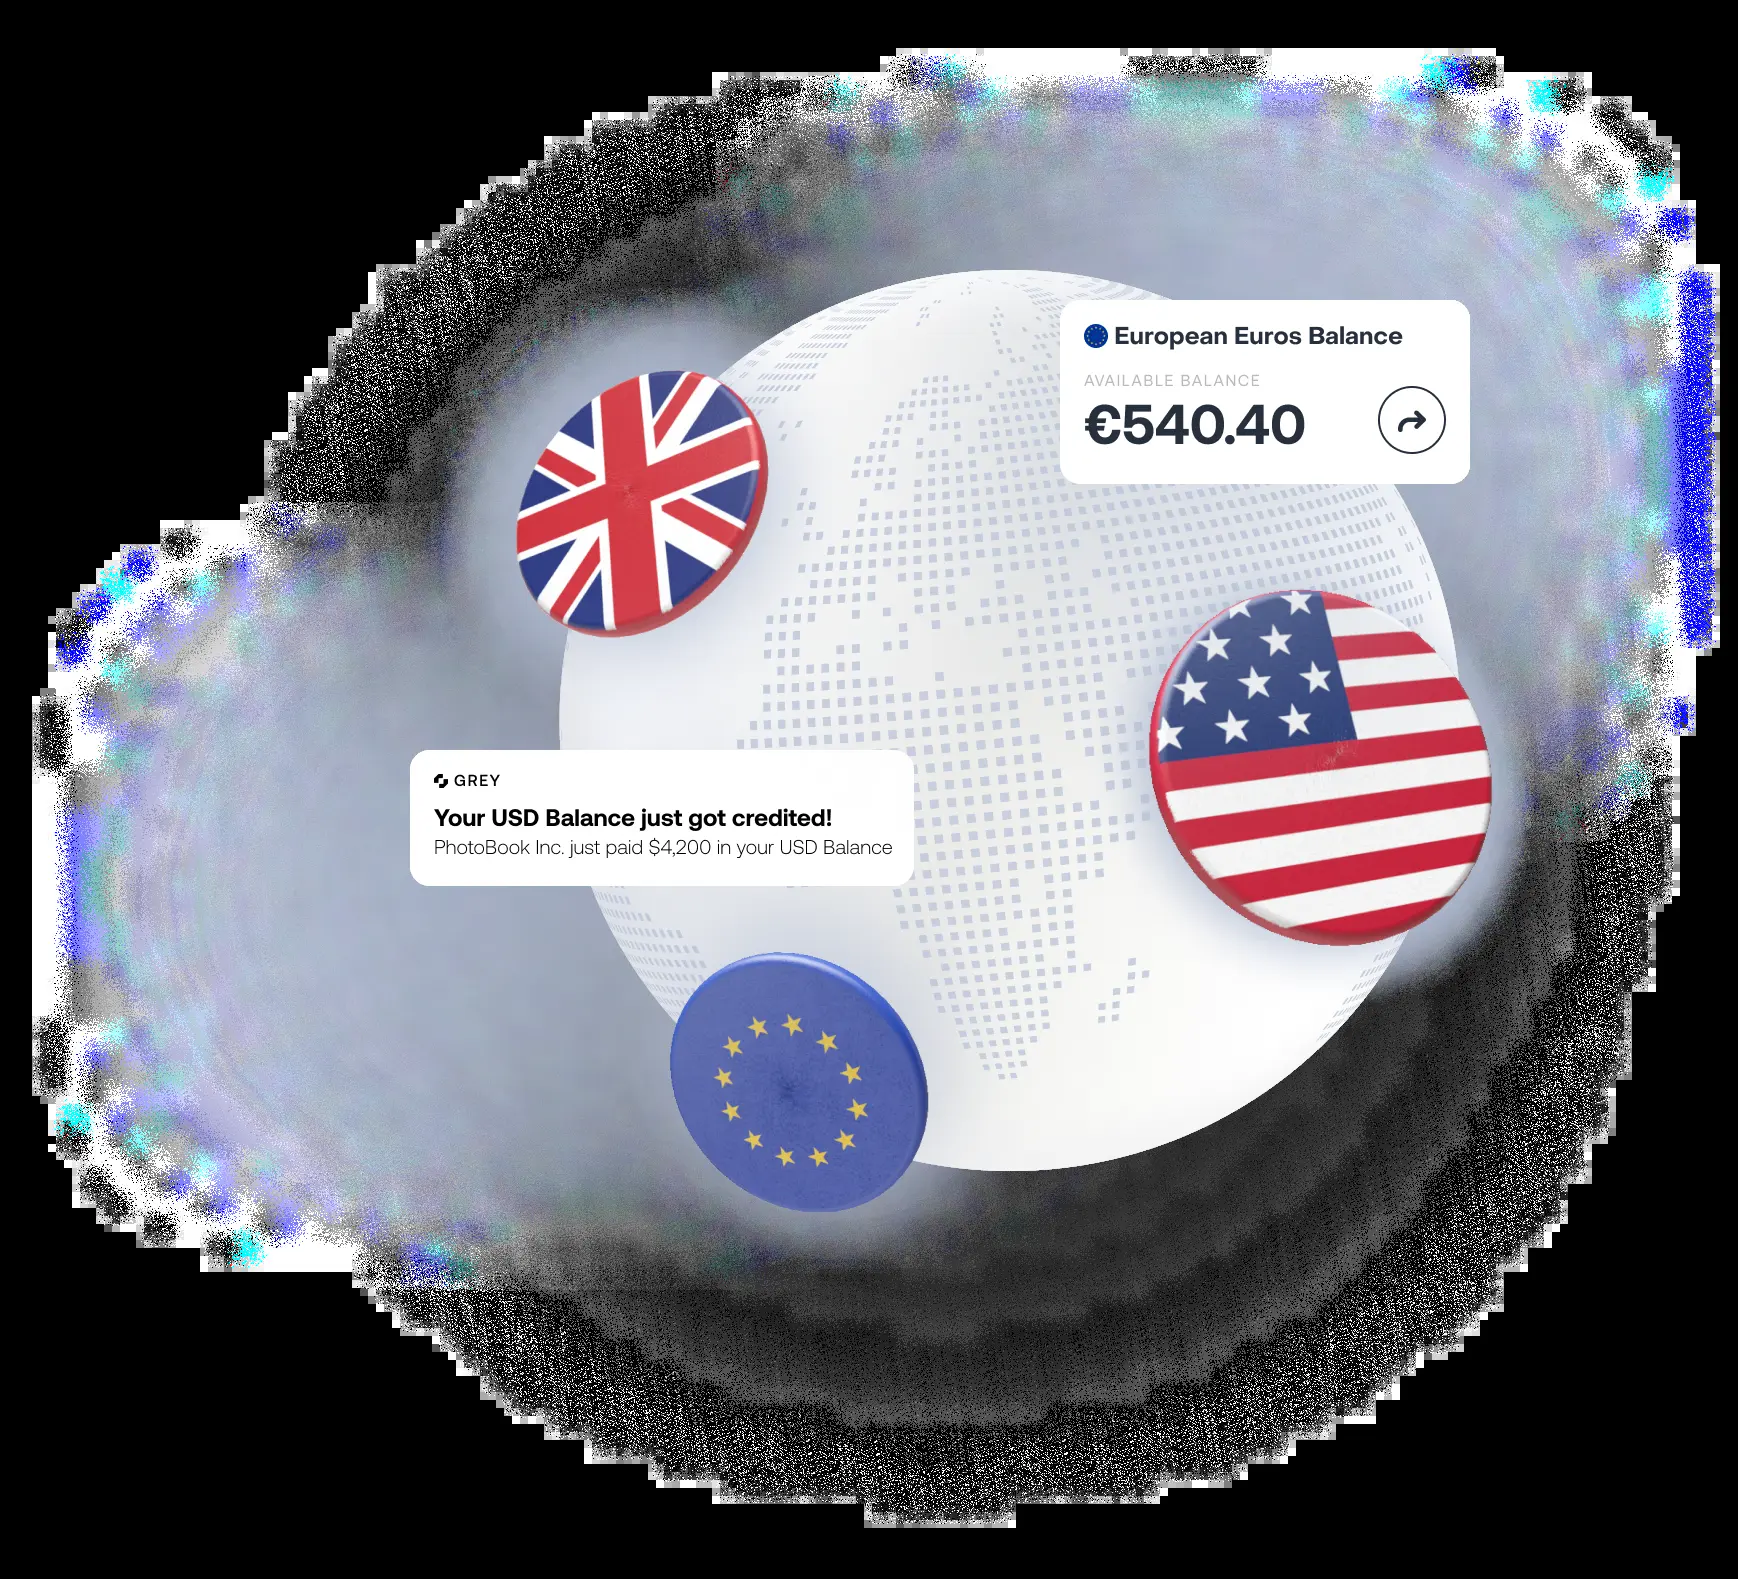 European Euros Balance
AVAILABLE BALANCE
€540.40
GREY
Your USD Balance just got credited!
PhotoBook Inc. just paid $4,200 in your USD Balance